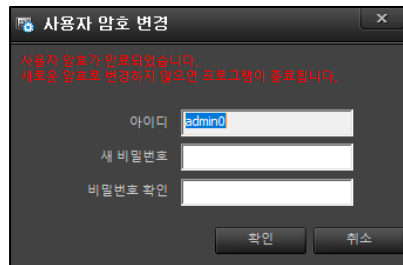 사용자 암호 변경
사용자 암호가 만료되었습니다.
새로운 암호로 변경하지 않으면 프로그램이 종료됩니다.
아이디 admin0
새 비밀번호
비밀번호 확인
확인 취소